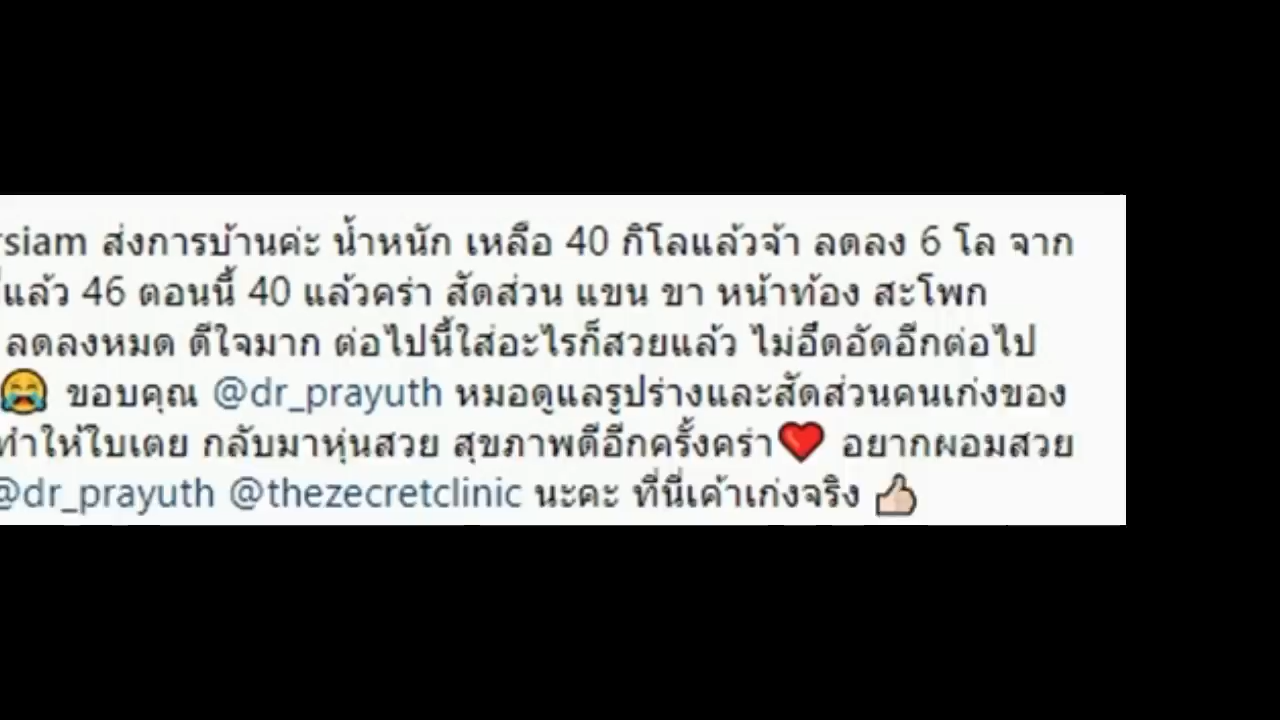 rsiam ส่งการบ้านค่ะ น้ำหนัก เหลือ 40 กิโลแล้วจ้า ลดลง 6 โล จาก
แล้ว 46 ตอนนี้ 40 แล้วคร่า สัดส่วน แขน ขา หน้าท้อง สะโพก
ลดลงหมด ดีใจมาก ต่อไปนี้ใส่อะไรก็สวยแล้ว ไม่อึดอัดอีกต่อไป
😂 ขอบคุณ @dr_prayuth หมอดูแลรูปร่างและสัดส่วนคนเก่งของ
ทำให้ใบเตย กลับมาหุ่นสวย สุขภาพดีอีกครั้งคร่า❤️ อยากผอมสวย
@dr_prayuth @thezecretclinic นะคะ ที่นี่เค้าเก่งจริง 👍🏻